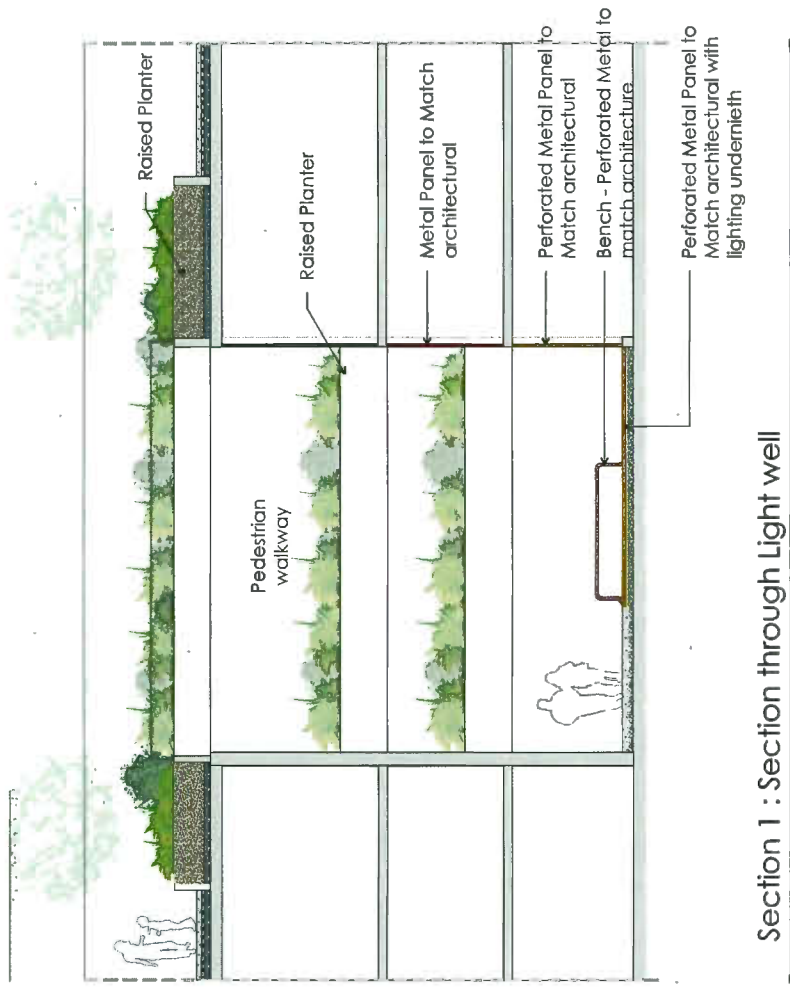 Raised Planter
Raised Planter
Pedestrian
walkway
Metal Panel to Match
architectural
Perforated Metal Panel to
Match architectural
Bench - Perforated Metal to
match architecture
Perforated Metal Panel to
Match architectural with
lighting undernieth
Section 1 : Section through Light well